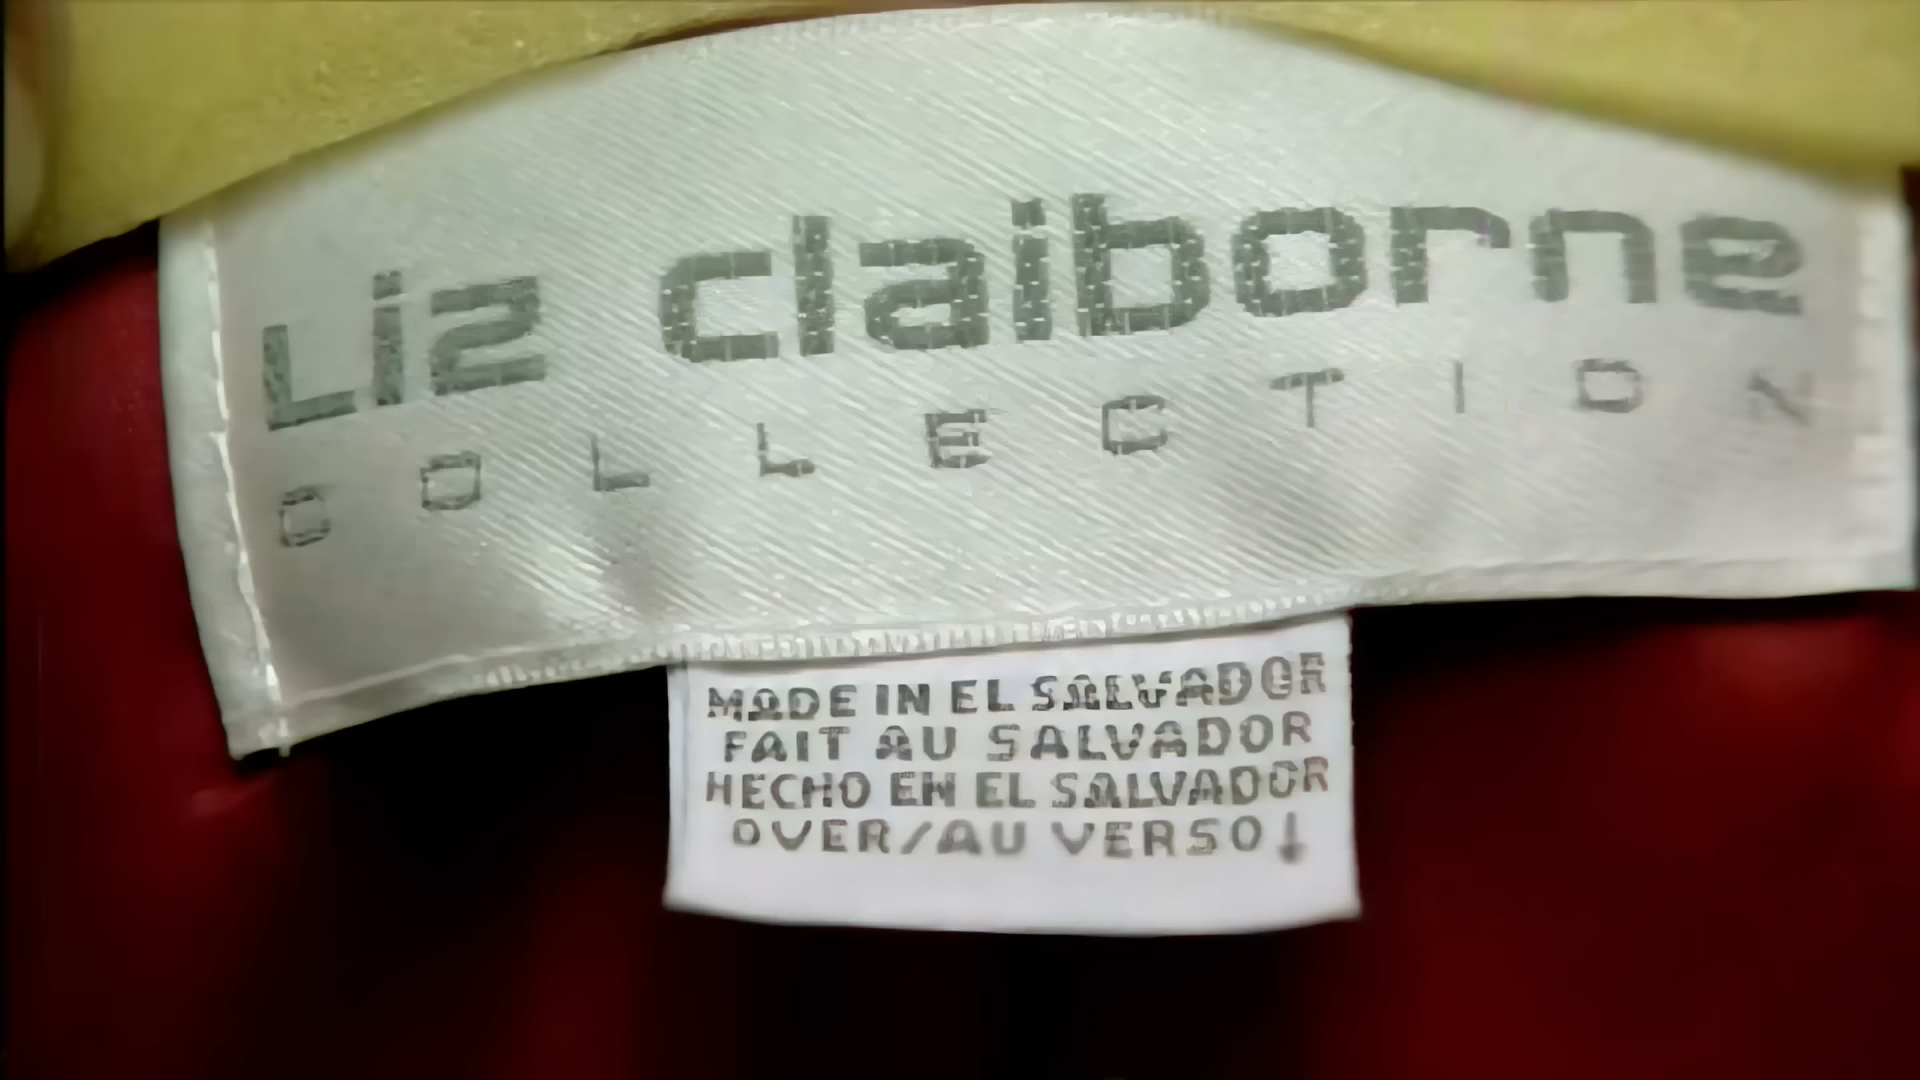 Liz claiborne
COLLECTION
MADE IN EL SALVADOR
FAIT AU SALVADOR
HECHO EN EL SALVADOR
OVER/AU VERSO↓